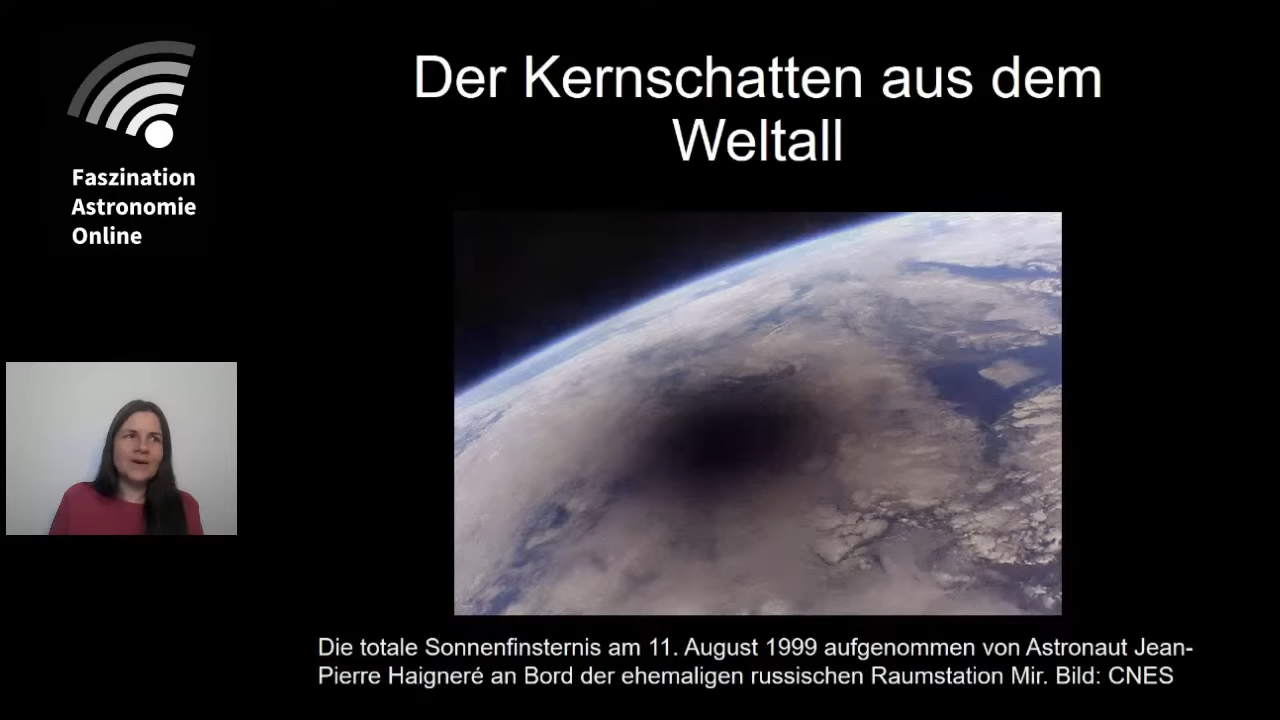 Faszination
Astronomie
Online
Der Kernschatten aus dem
Weltall
Die totale Sonnenfinsternis am 11. August 1999 aufgenommen von Astronaut Jean-
Pierre Haigneré an Bord der ehemaligen russischen Raumstation Mir. Bild: CNES